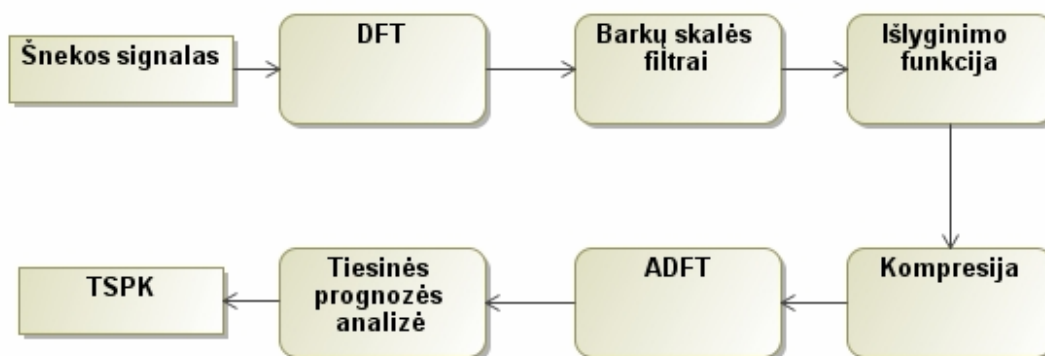 Šnekos signalas
DFT
Barkų skalės
filtrai
Išlyginimo
funkcija
Kompresija
ADFT
Tiesinės
prognozės
analizė
TSPK